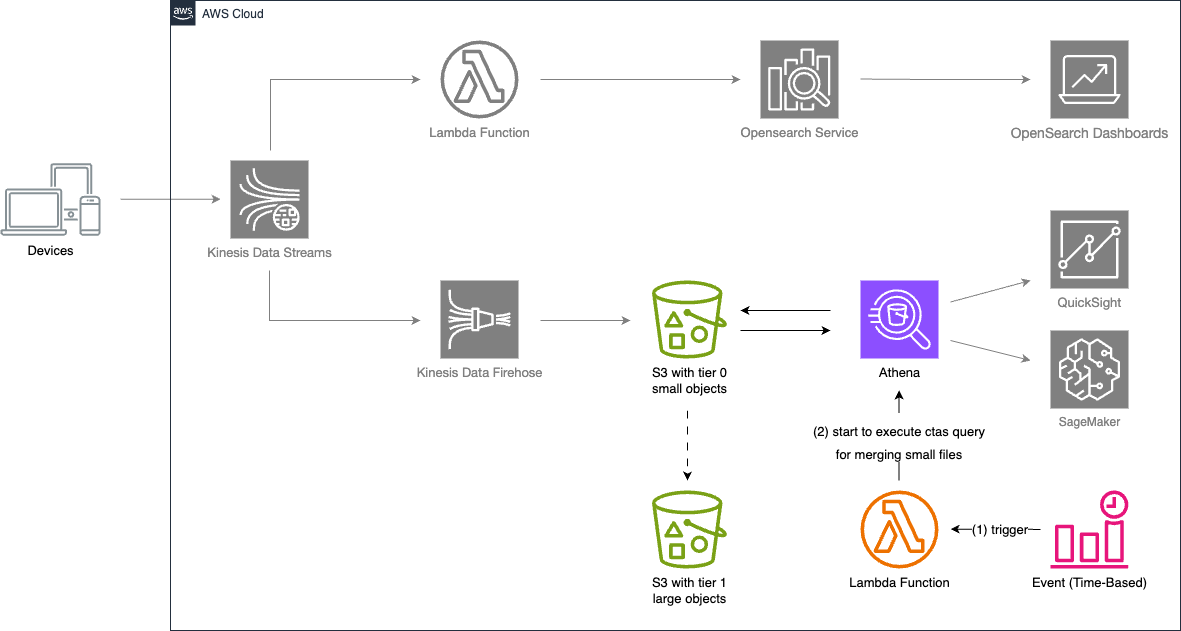 aws
AWS Cloud
Lambda Function
Opensearch Service
OpenSearch Dashboards
Devices
Kinesis Data Streams
QuickSight
Kinesis Data Firehose
S3 with tier 0
small objects
Athena
SageMaker
(2) start to execute ctas query
for merging small files
(1) trigger
S3 with tier 1
large objects
Lambda Function
Event (Time-Based)